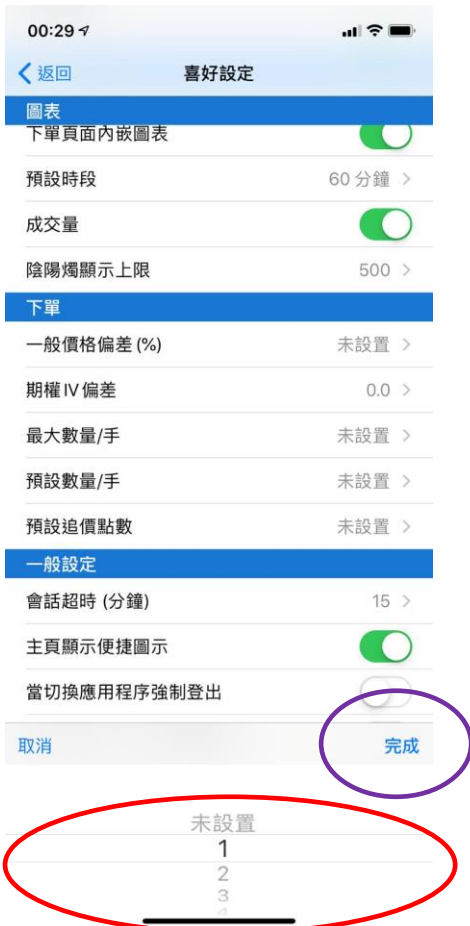 00:29
返回 喜好設定
圖表
下單頁面內嵌圖表
預設時段 60 分鐘
成交量
陰陽燭顯示上限 500
下單
一般價格偏差 (%) 未設置
期權 IV 偏差 0.0
最大數量/手 未設置
預設數量/手 未設置
預設追價點數 未設置
一般設定
會話超時 (分鐘) 15
主頁顯示便捷圖示
當切換應用程序強制登出
取消 完成
未設置
1
2
3